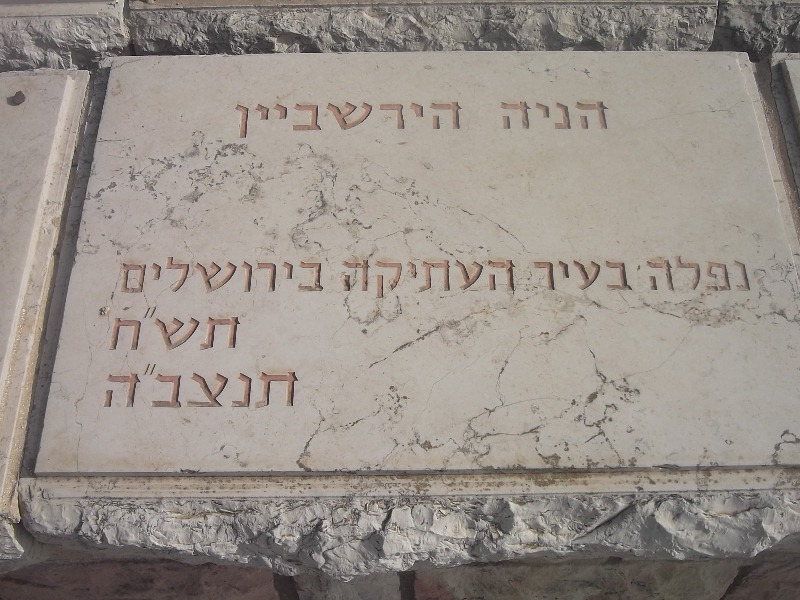 הניה הירשביין
נפלה בעיר העתיקה בירושלים
תש"ח
תנצב"ה